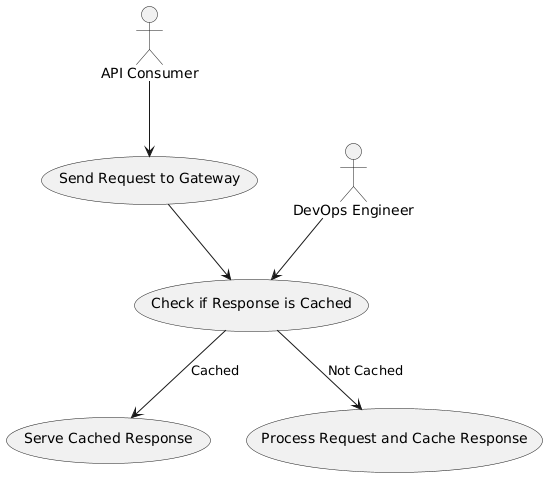 API Consumer
Send Request to Gateway
DevOps Engineer
Check if Response is Cached
Cached
Not Cached
Serve Cached Response
Process Request and Cache Response